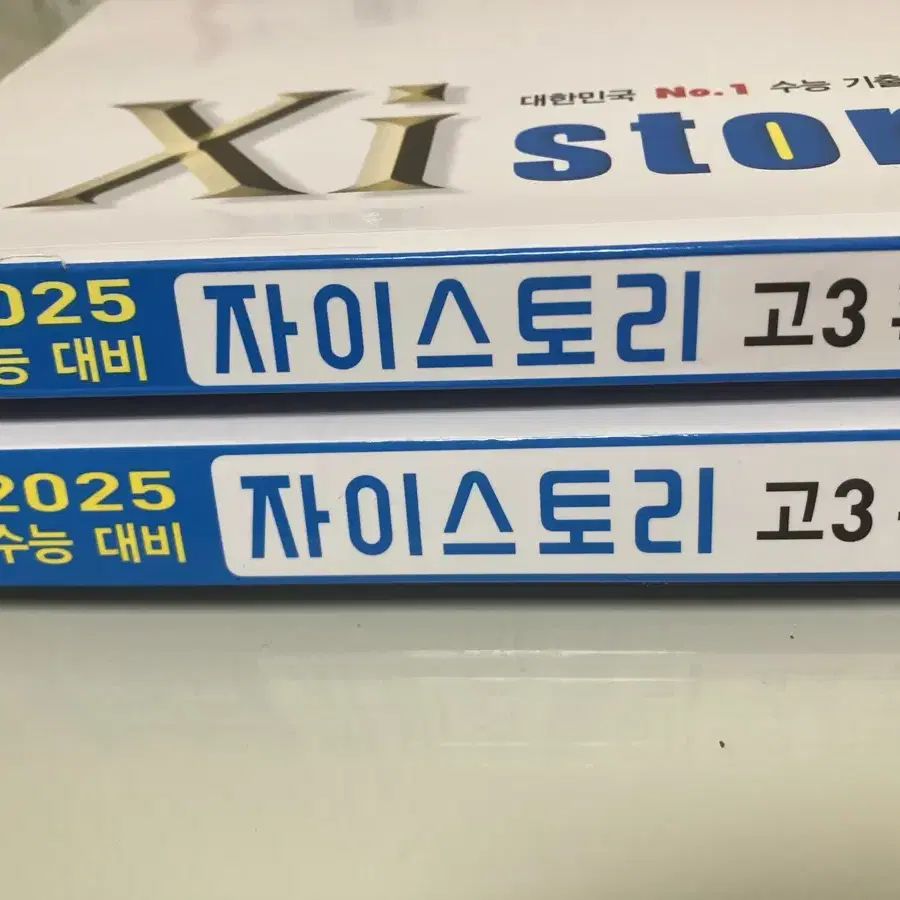 대한민국 No.1 수능 기출
Xi stor
025
능 대비
자이스토리 고3
2025
수능 대비
자이스토리 고3